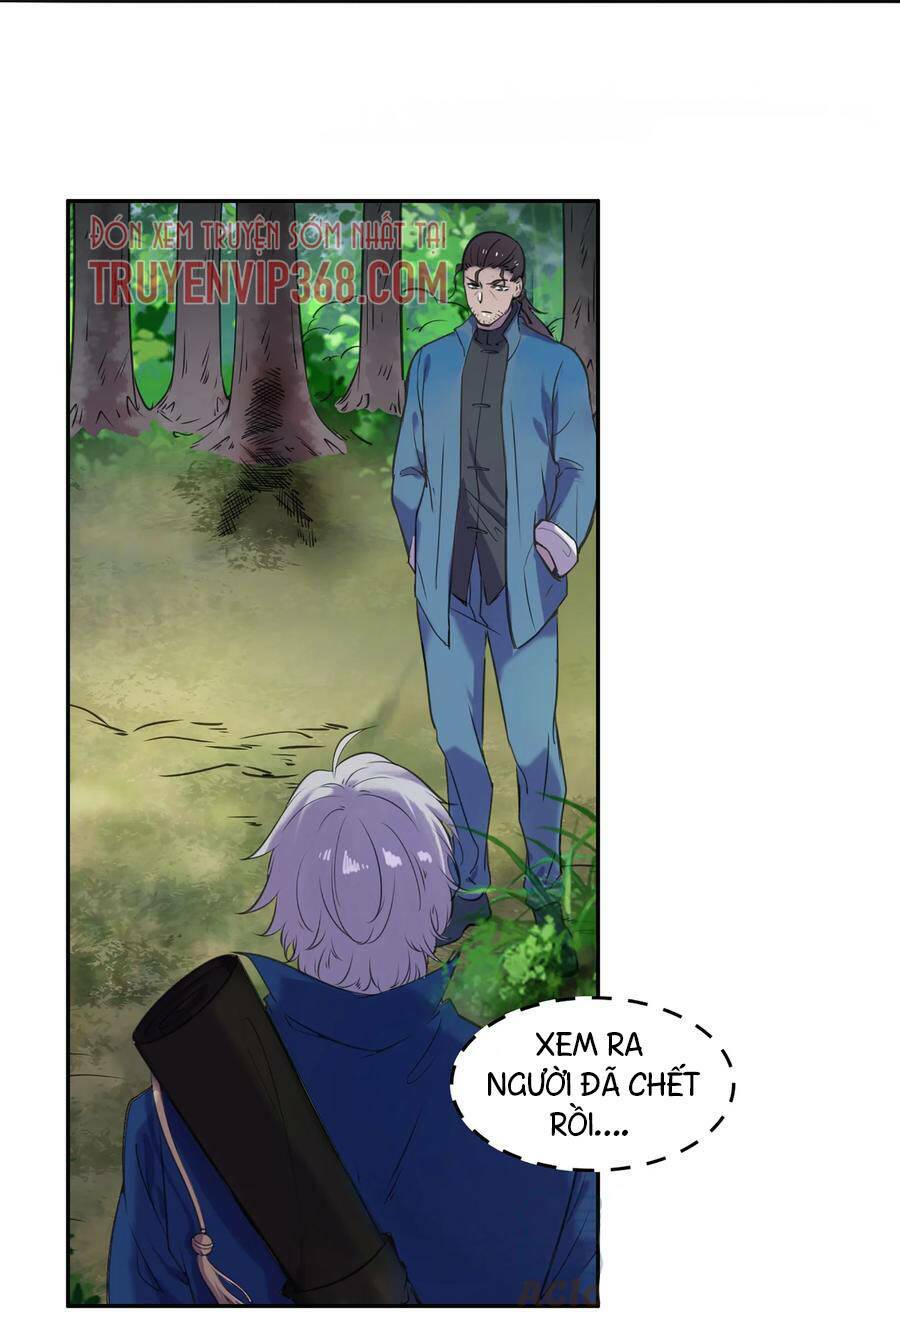 ĐÓN XEM TRUYỆN SỚM NHẤT TẠI
TRUYENVIP368.COM
XEM RA
NGƯỜI ĐÃ CHẾT
RỒI....